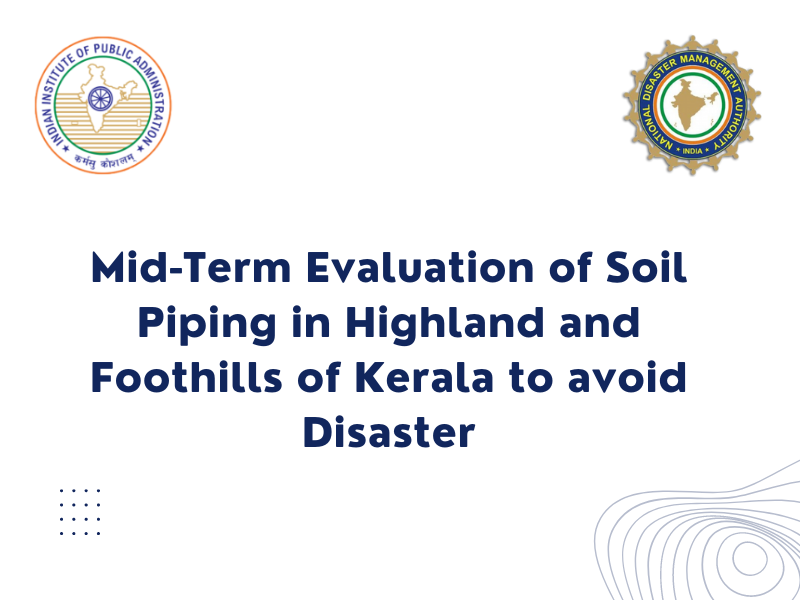 INDIAN INSTITUTE OF PUBLIC ADMINISTRATION
कर्मसु कौशलम्
NATIONAL DISASTER MANAGEMENT AUTHORITY
INDIA
Mid-Term Evaluation of Soil
Piping in Highland and
Foothills of Kerala to avoid
Disaster